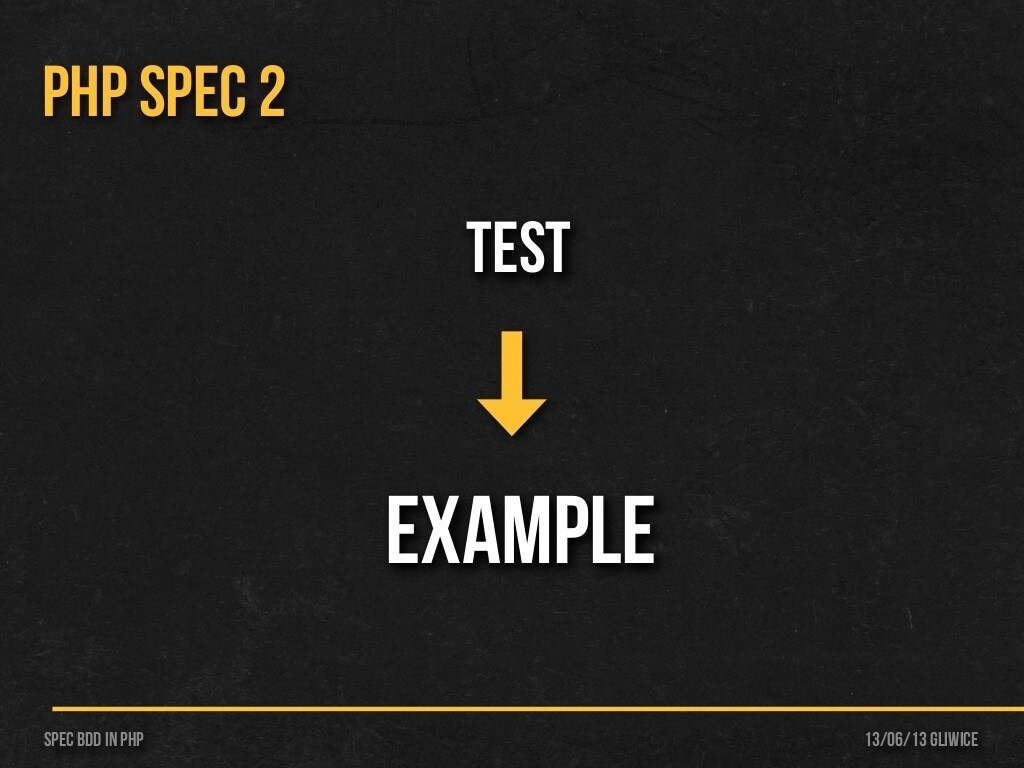 PHP SPEC 2
TEST
EXAMPLE
SPEC BDD IN PHP
13/06/13 GLIWICE